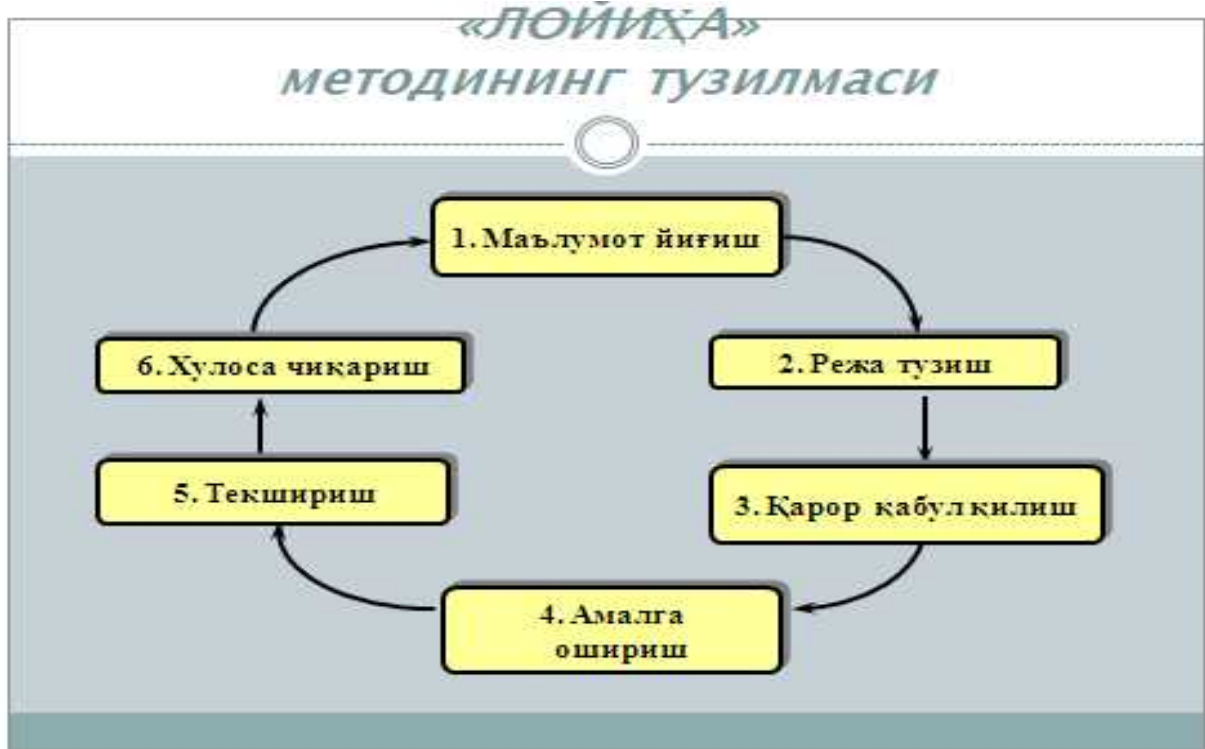 «ЛОЙИҲА»
методининг тузилмаси
1. Маълумот йиғиш
2. Режа тузиш
3. Қарор қабул қилиш
4. Амалга
ошириш
5. Текшириш
6. Хулоса чиқариш